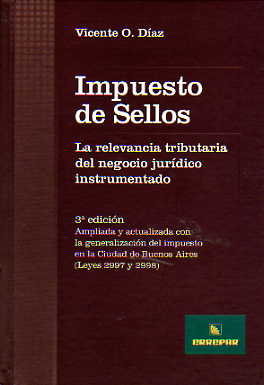 Vicente O. Díaz
Impuesto
de Sellos
La relevancia tributaria
del negocio jurídico
instrumentado
3ª edición
Ampliada y actualizada con
la generalización del impuesto
en la Ciudad de Buenos Aires
(Leyes 2997 y 2998)
ERREPAR